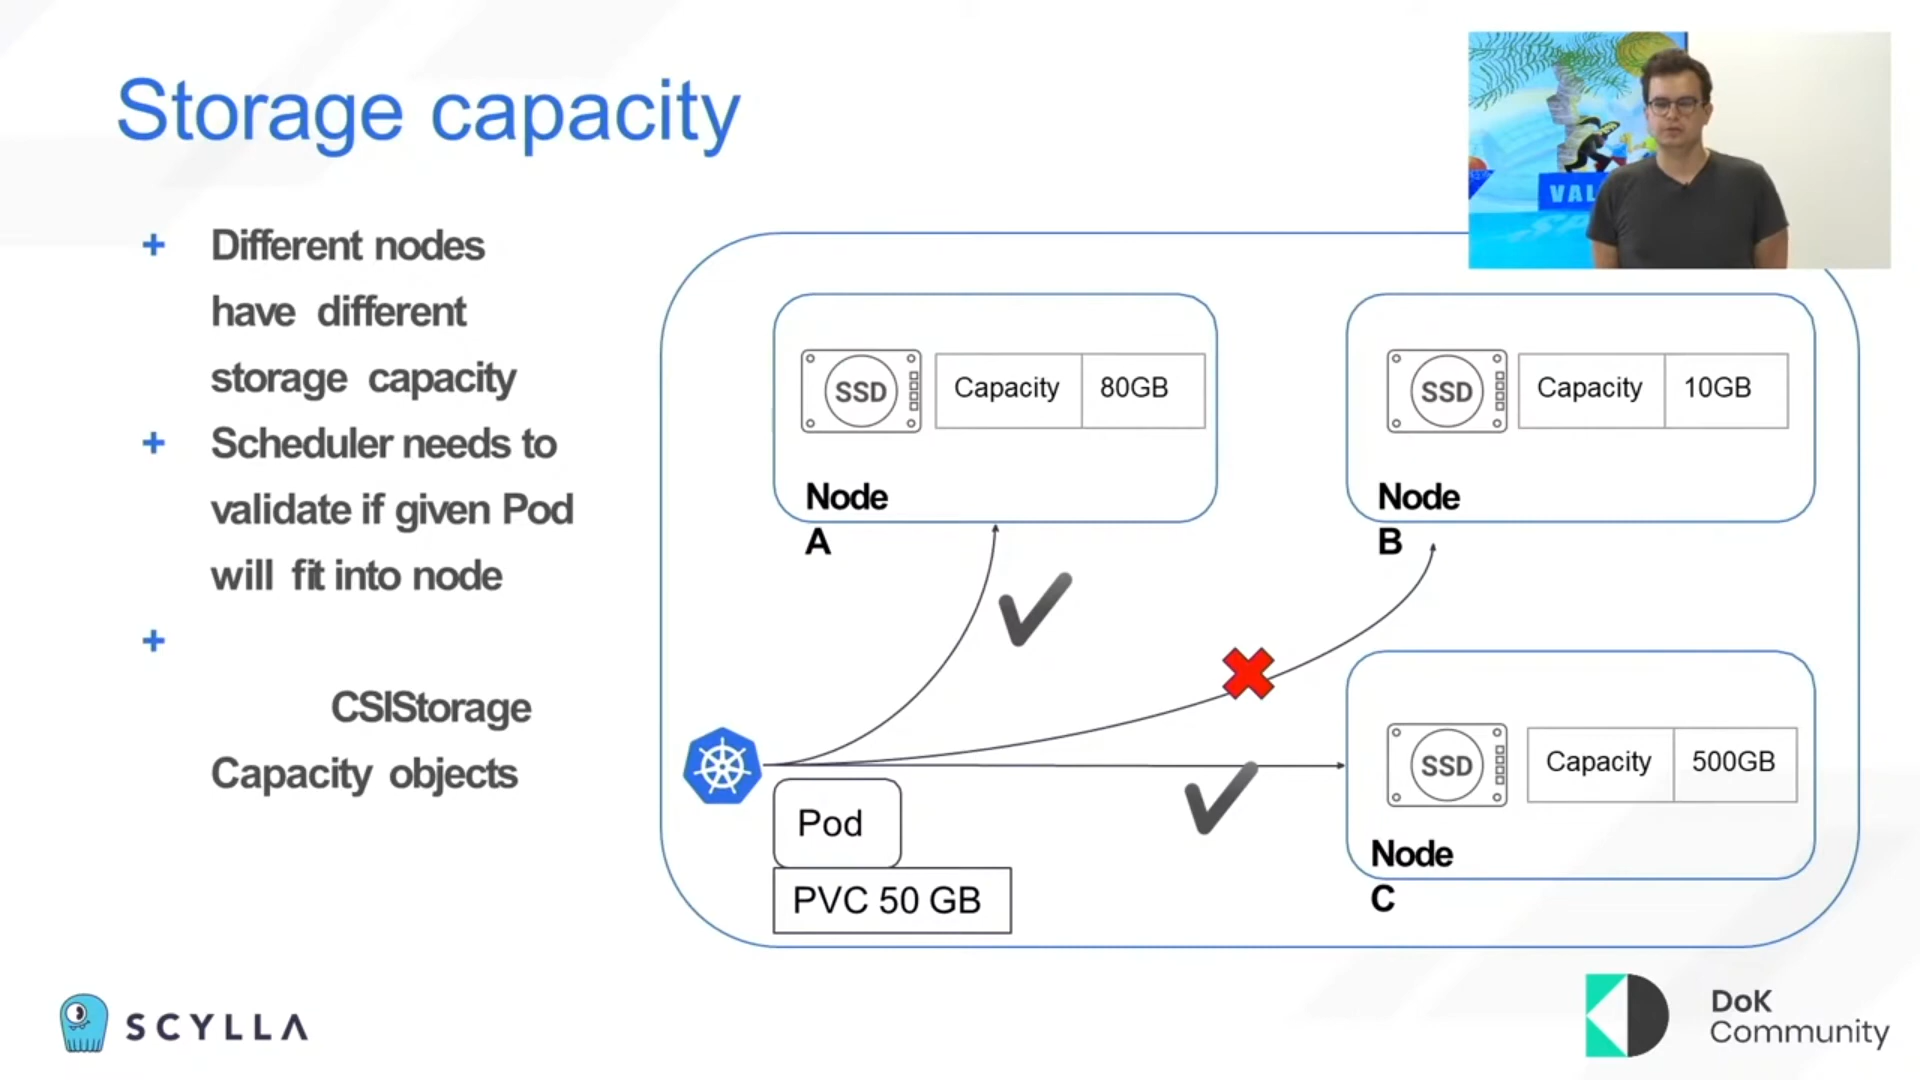 Storage capacity
+ Different nodes
have different
storage capacity
+ Scheduler needs to
validate if given Pod
will fit into node
+
CSIStorage
Capacity objects
SSD Capacity 80GB
Node
A
SSD Capacity 10GB
Node
B
SSD Capacity 500GB
Node
C
Pod
PVC 50 GB
VAL
SCYLLA
DoK
Community